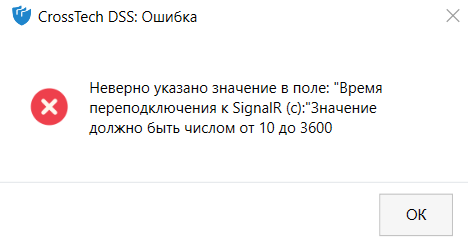 CrossTech DSS: Ошибка
Неверно указано значение в поле: "Время
переподключения к SignalR (с):"Значение
должно быть числом от 10 до 3600
OK